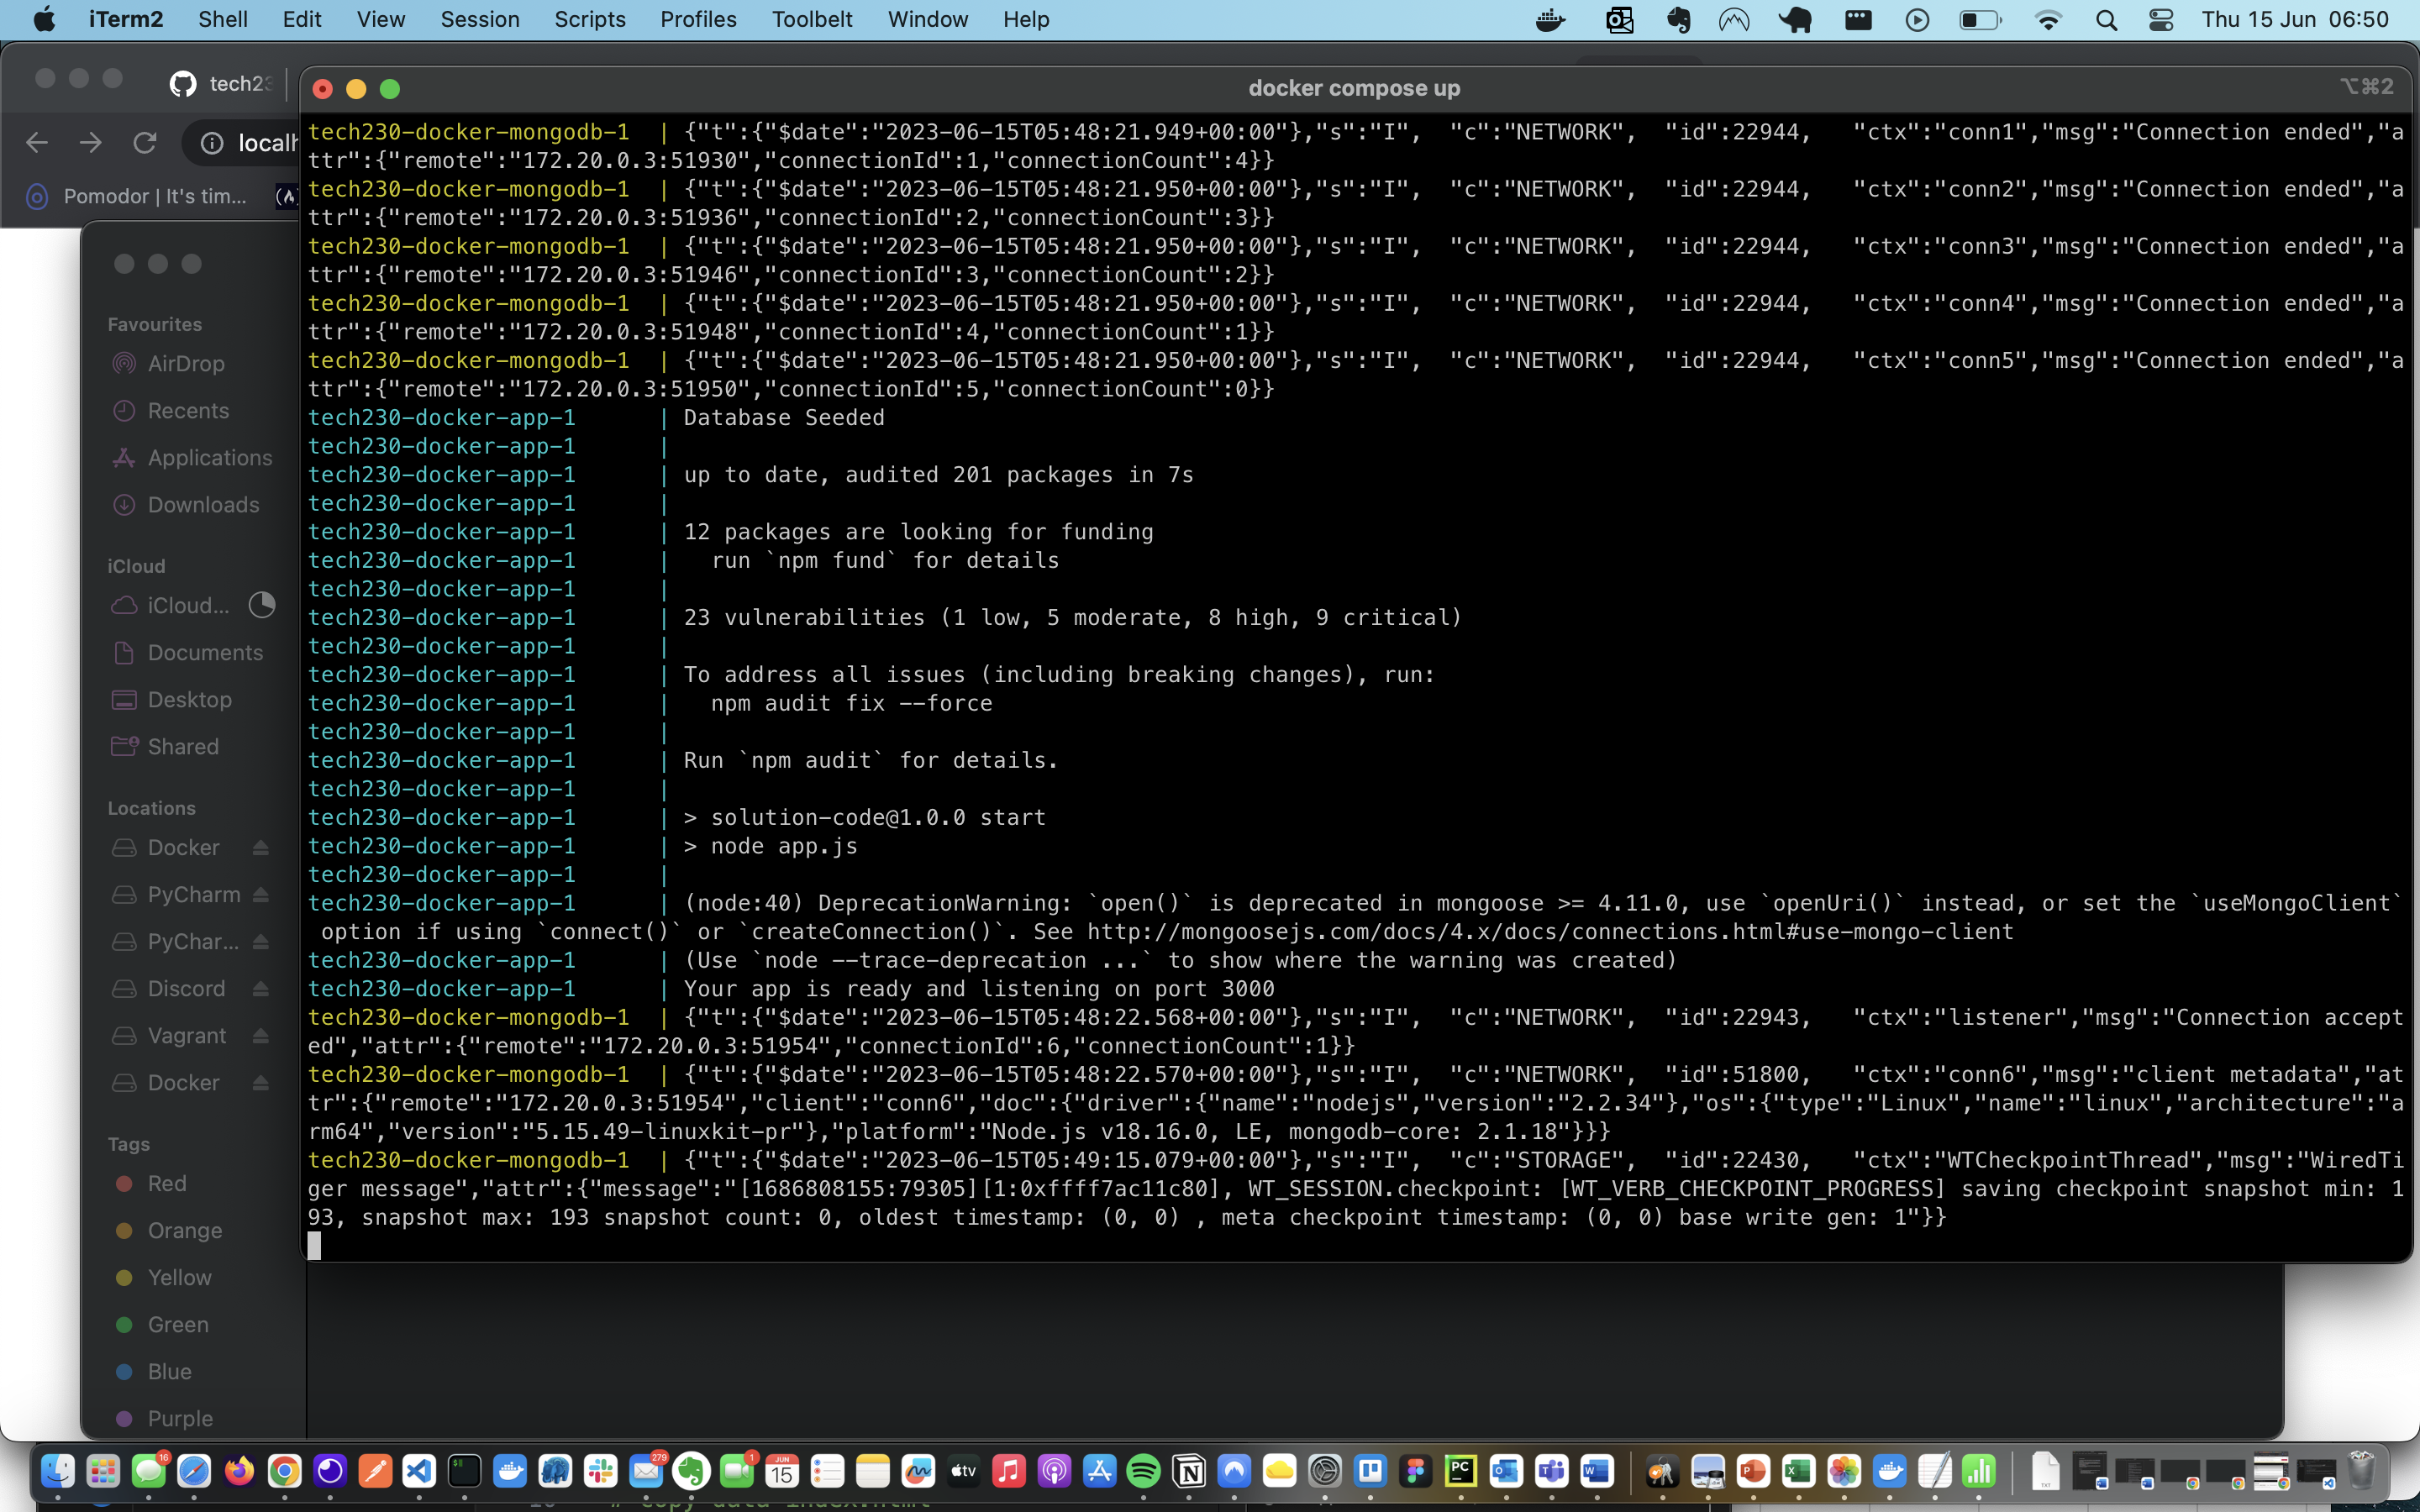 iTerm2 Shell Edit View Session Scripts Profiles Toolbelt Window Help Thu 15 Jun 06:50
tech23
docker compose up
⌥⌘2
localh
Pomodor | It's tim...
tech230-docker-mongodb-1 | {"t":{"$date":"2023-06-15T05:48:21.949+00:00"},"s":"I", "c":"NETWORK", "id":22944, "ctx":"conn1","msg":"Connection ended","a
ttr":{"remote":"172.20.0.3:51930","connectionId":1,"connectionCount":4}}
tech230-docker-mongodb-1 | {"t":{"$date":"2023-06-15T05:48:21.950+00:00"},"s":"I", "c":"NETWORK", "id":22944, "ctx":"conn2","msg":"Connection ended","a
ttr":{"remote":"172.20.0.3:51936","connectionId":2,"connectionCount":3}}
tech230-docker-mongodb-1 | {"t":{"$date":"2023-06-15T05:48:21.950+00:00"},"s":"I", "c":"NETWORK", "id":22944, "ctx":"conn3","msg":"Connection ended","a
ttr":{"remote":"172.20.0.3:51946","connectionId":3,"connectionCount":2}}
tech230-docker-mongodb-1 | {"t":{"$date":"2023-06-15T05:48:21.950+00:00"},"s":"I", "c":"NETWORK", "id":22944, "ctx":"conn4","msg":"Connection ended","a
ttr":{"remote":"172.20.0.3:51948","connectionId":4,"connectionCount":1}}
tech230-docker-mongodb-1 | {"t":{"$date":"2023-06-15T05:48:21.950+00:00"},"s":"I", "c":"NETWORK", "id":22944, "ctx":"conn5","msg":"Connection ended","a
ttr":{"remote":"172.20.0.3:51950","connectionId":5,"connectionCount":0}}
tech230-docker-app-1 | Database Seeded
tech230-docker-app-1 |
tech230-docker-app-1 | up to date, audited 201 packages in 7s
tech230-docker-app-1 |
tech230-docker-app-1 | 12 packages are looking for funding
tech230-docker-app-1 | run `npm fund` for details
tech230-docker-app-1 |
tech230-docker-app-1 | 23 vulnerabilities (1 low, 5 moderate, 8 high, 9 critical)
tech230-docker-app-1 |
tech230-docker-app-1 | To address all issues (including breaking changes), run:
tech230-docker-app-1 | npm audit fix --force
tech230-docker-app-1 |
tech230-docker-app-1 | Run `npm audit` for details.
tech230-docker-app-1 |
tech230-docker-app-1 | > solution-code@1.0.0 start
tech230-docker-app-1 | > node app.js
tech230-docker-app-1 |
tech230-docker-app-1 | (node:40) DeprecationWarning: `open()` is deprecated in mongoose >= 4.11.0, use `openUri()` instead, or set the `useMongoClient`
option if using `connect()` or `createConnection()`. See http://mongoosejs.com/docs/4.x/docs/connections.html#use-mongo-client
tech230-docker-app-1 | (Use `node --trace-deprecation ...` to show where the warning was created)
tech230-docker-app-1 | Your app is ready and listening on port 3000
tech230-docker-mongodb-1 | {"t":{"$date":"2023-06-15T05:48:22.568+00:00"},"s":"I", "c":"NETWORK", "id":22943, "ctx":"listener","msg":"Connection accept
ed","attr":{"remote":"172.20.0.3:51954","connectionId":6,"connectionCount":1}}
tech230-docker-mongodb-1 | {"t":{"$date":"2023-06-15T05:48:22.570+00:00"},"s":"I", "c":"NETWORK", "id":51800, "ctx":"conn6","msg":"client metadata","at
tr":{"remote":"172.20.0.3:51954","client":"conn6","doc":{"driver":{"name":"nodejs","version":"2.2.34"},"os":{"type":"Linux","name":"linux","architecture":"a
rm64","version":"5.15.49-linuxkit-pr"},"platform":"Node.js v18.16.0, LE, mongodb-core: 2.1.18"}}}
tech230-docker-mongodb-1 | {"t":{"$date":"2023-06-15T05:49:15.079+00:00"},"s":"I", "c":"STORAGE", "id":22430, "ctx":"WTCheckpointThread","msg":"WiredTi
ger message","attr":{"message":"[1686808155:79305][1:0xffff7ac11c80], WT_SESSION.checkpoint: [WT_VERB_CHECKPOINT_PROGRESS] saving checkpoint snapshot min: 1
93, snapshot max: 193 snapshot count: 0, oldest timestamp: (0, 0) , meta checkpoint timestamp: (0, 0) base write gen: 1"}}
Favourites
AirDrop
Recents
Applications
Downloads
iCloud
iCloud...
Documents
Desktop
Shared
Locations
Docker
PyCharm
PyChar...
Discord
Vagrant
Docker
Tags
Red
Orange
Yellow
Green
Blue
Purple
16
279
1
JUN
15
tv
PC